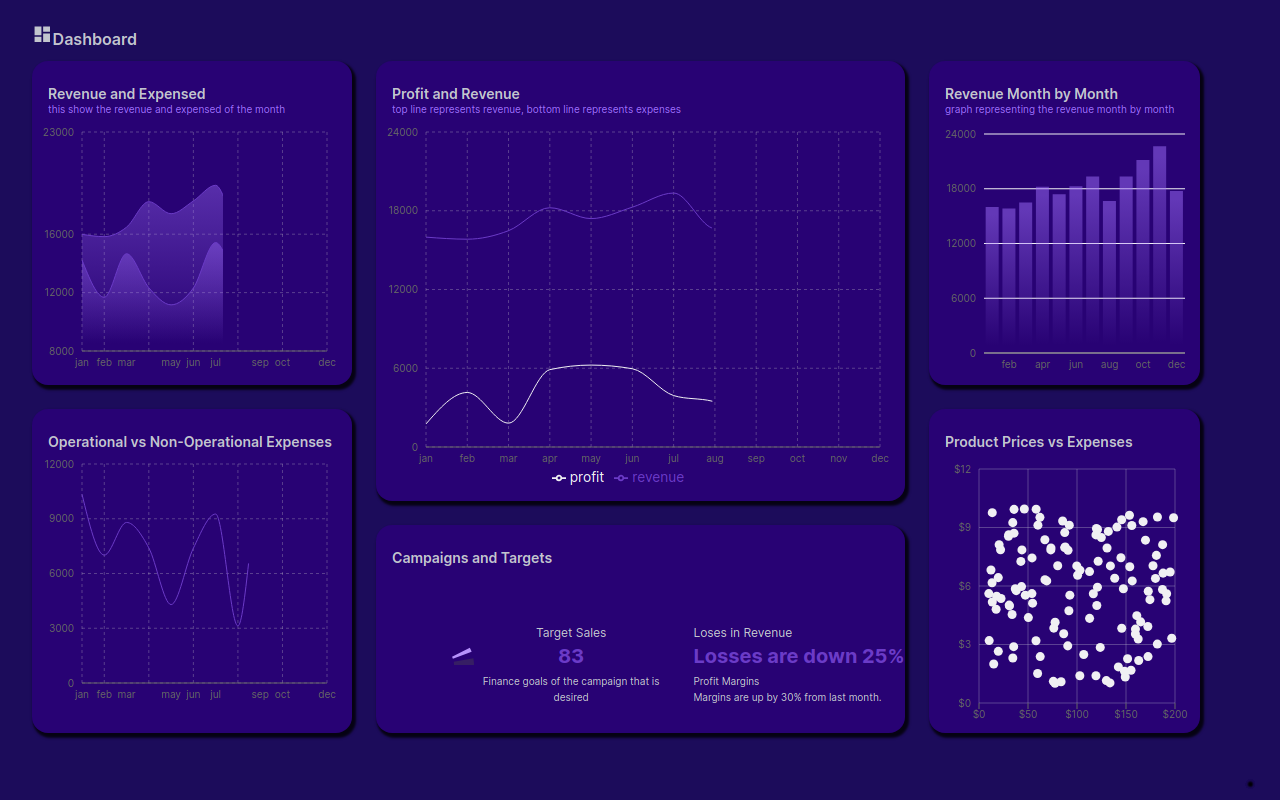 Dashboard
Revenue and Expensed
this show the revenue and expensed of the month
23000
16000
12000
8000
jan feb mar may jun jul sep oct dec
Profit and Revenue
top line represents revenue, bottom line represents expenses
24000
18000
12000
6000
0
jan feb mar apr may jun jul aug sep oct nov dec
profit revenue
Revenue Month by Month
graph representing the revenue month by month
24000
18000
12000
6000
0
feb apr jun aug oct dec
Operational vs Non-Operational Expenses
12000
9000
6000
3000
0
jan feb mar may jun jul sep oct dec
Campaigns and Targets
Target Sales
83
Finance goals of the campaign that is
desired
Loses in Revenue
Losses are down 25%
Profit Margins
Margins are up by 30% from last month.
Product Prices vs Expenses
$12
$9
$6
$3
$0
$0 $50 $100 $150 $200